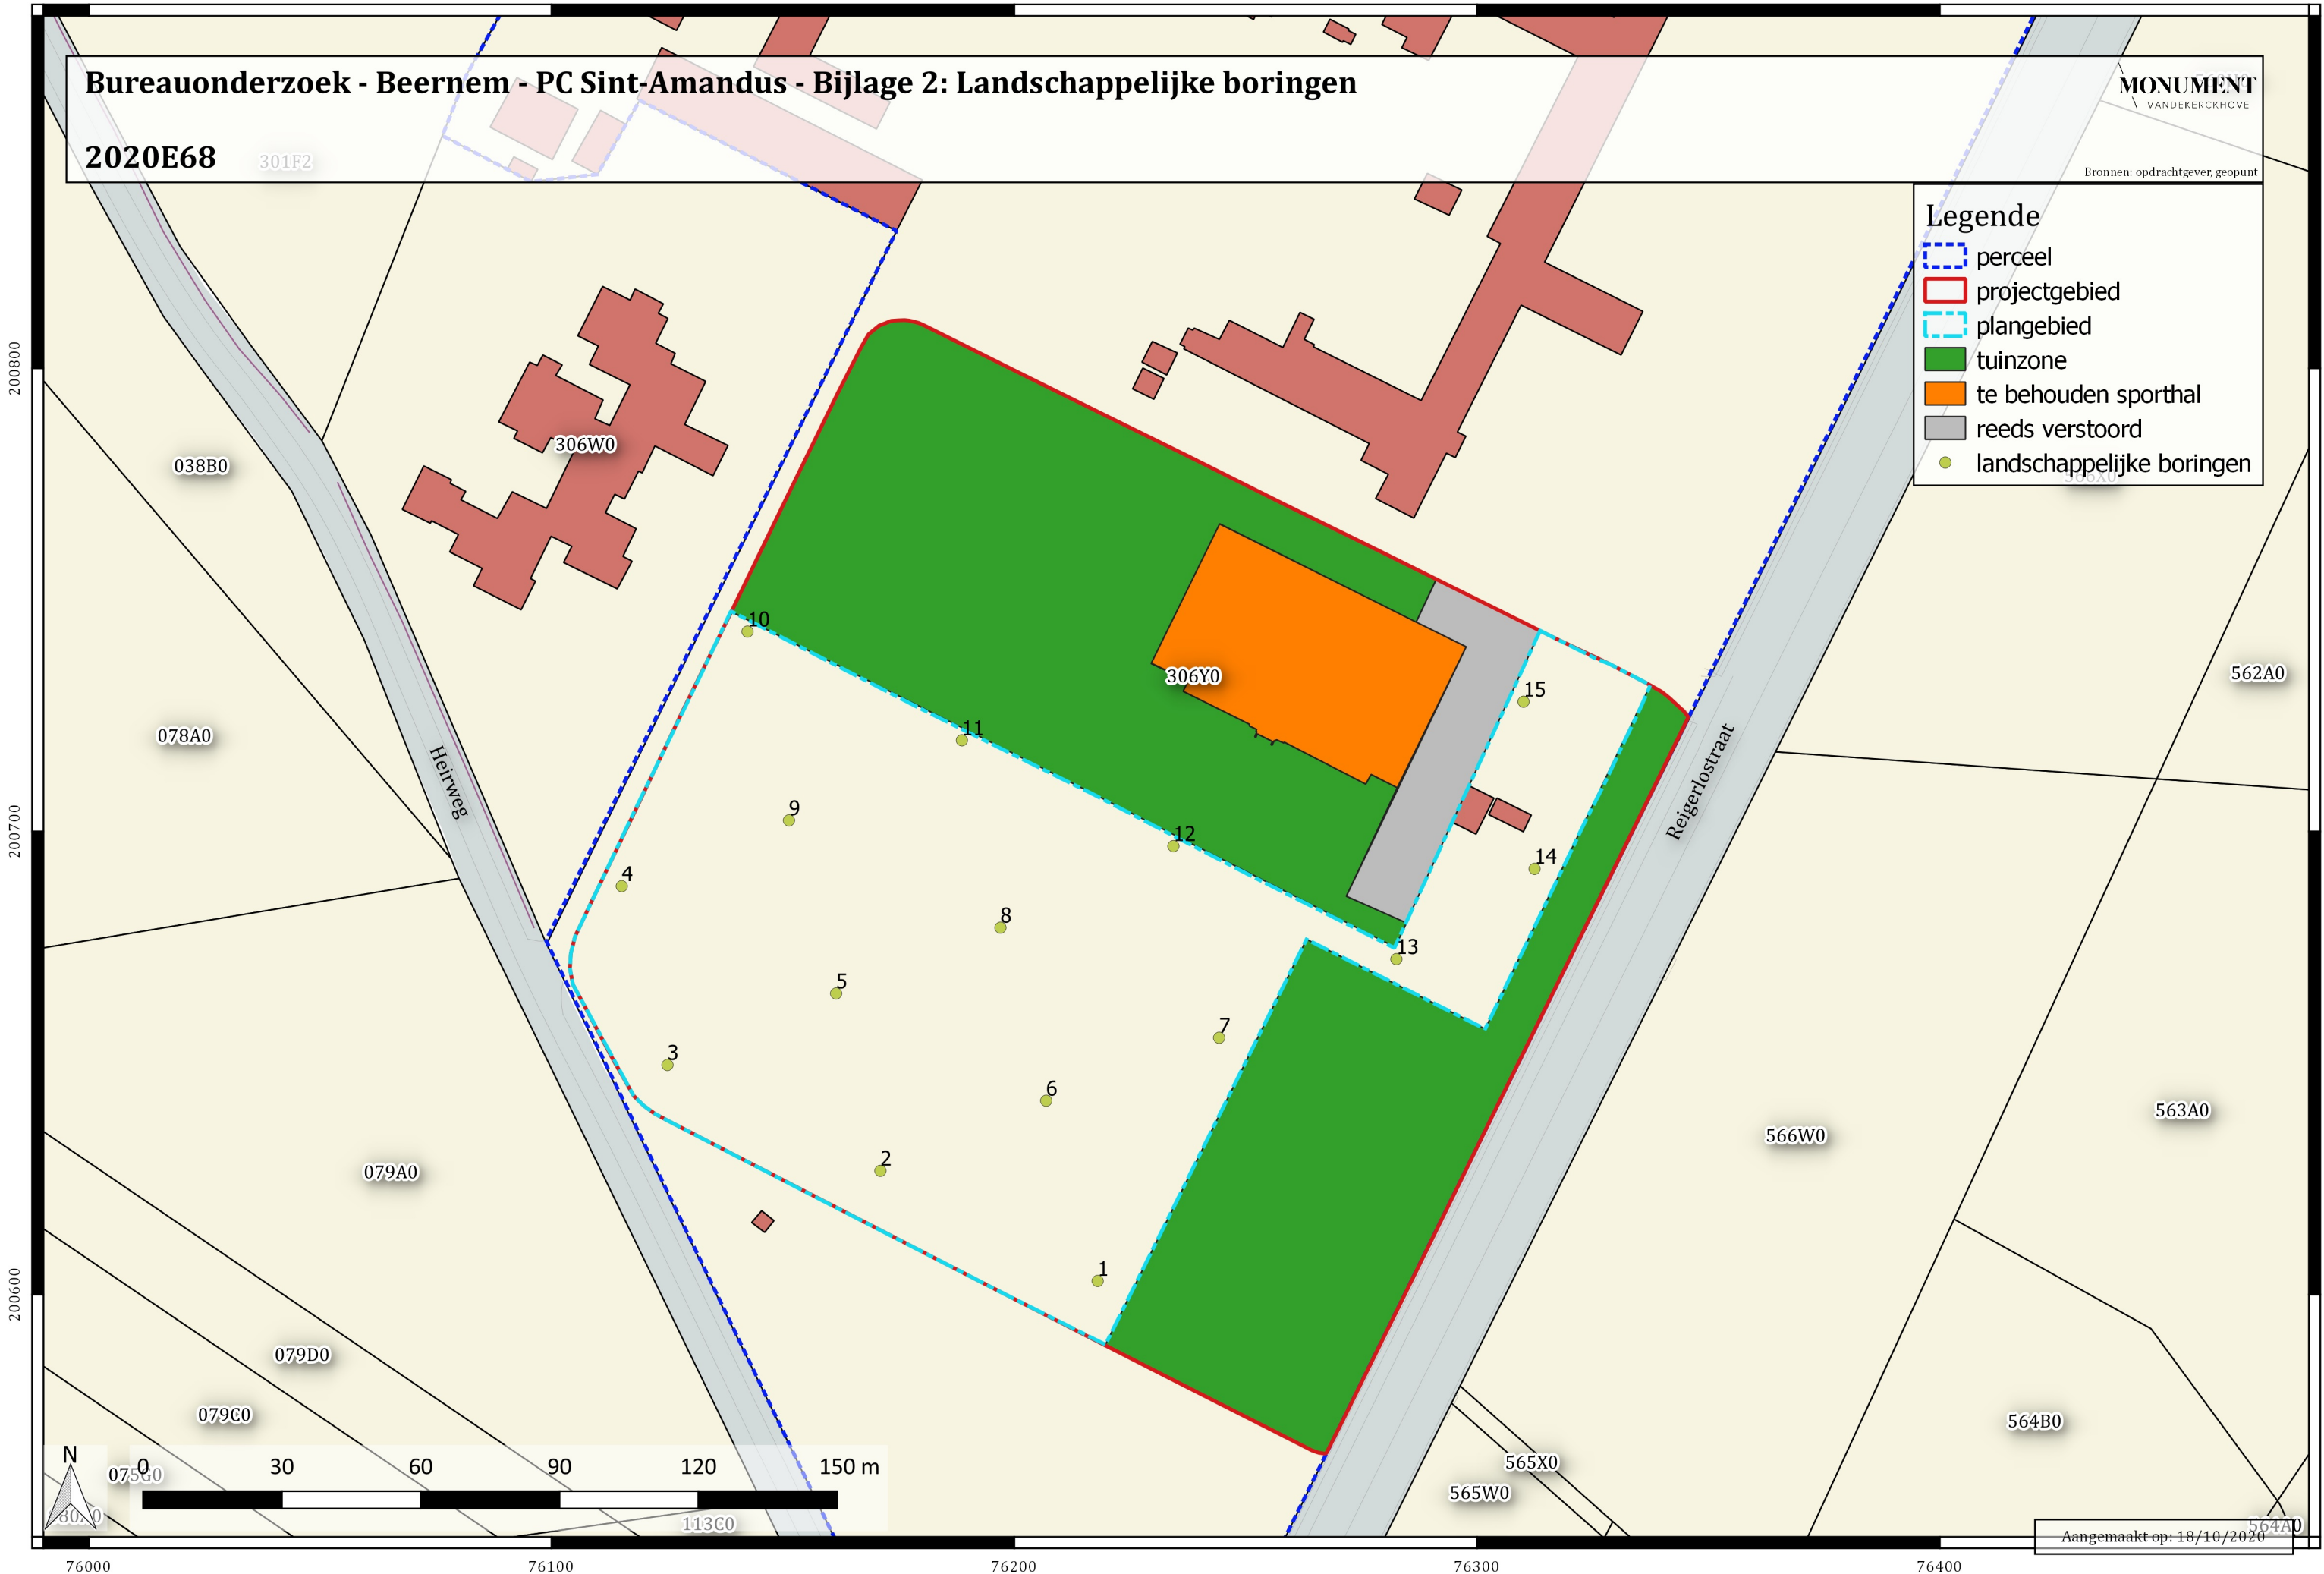 Bureauonderzoek - Beernem - PC Sint-Amandus - Bijlage 2: Landschappelijke boringen
2020E68
MONUMENT
VANDEKERCKHOVE
Bronnen: opdrachtgever, geopunt
Legende
perceel
projectgebied
plangebied
tuinzone
te behouden sporthal
reeds verstoord
landschappelijke boringen
301F2
306W0
038B0
078A0
Heirweg
306Y0
Reigerlostraat
562A0
563A0
566W0
564B0
565X0
565W0
564A0
079A0
079D0
079C0
075G0
113C0
10
11
12
13
14
15
9
4
8
5
7
3
6
2
1
N
0 30 60 90 120 150 m
Aangemaakt op: 18/10/2020
200800
200700
200600
76000 76100 76200 76300 76400